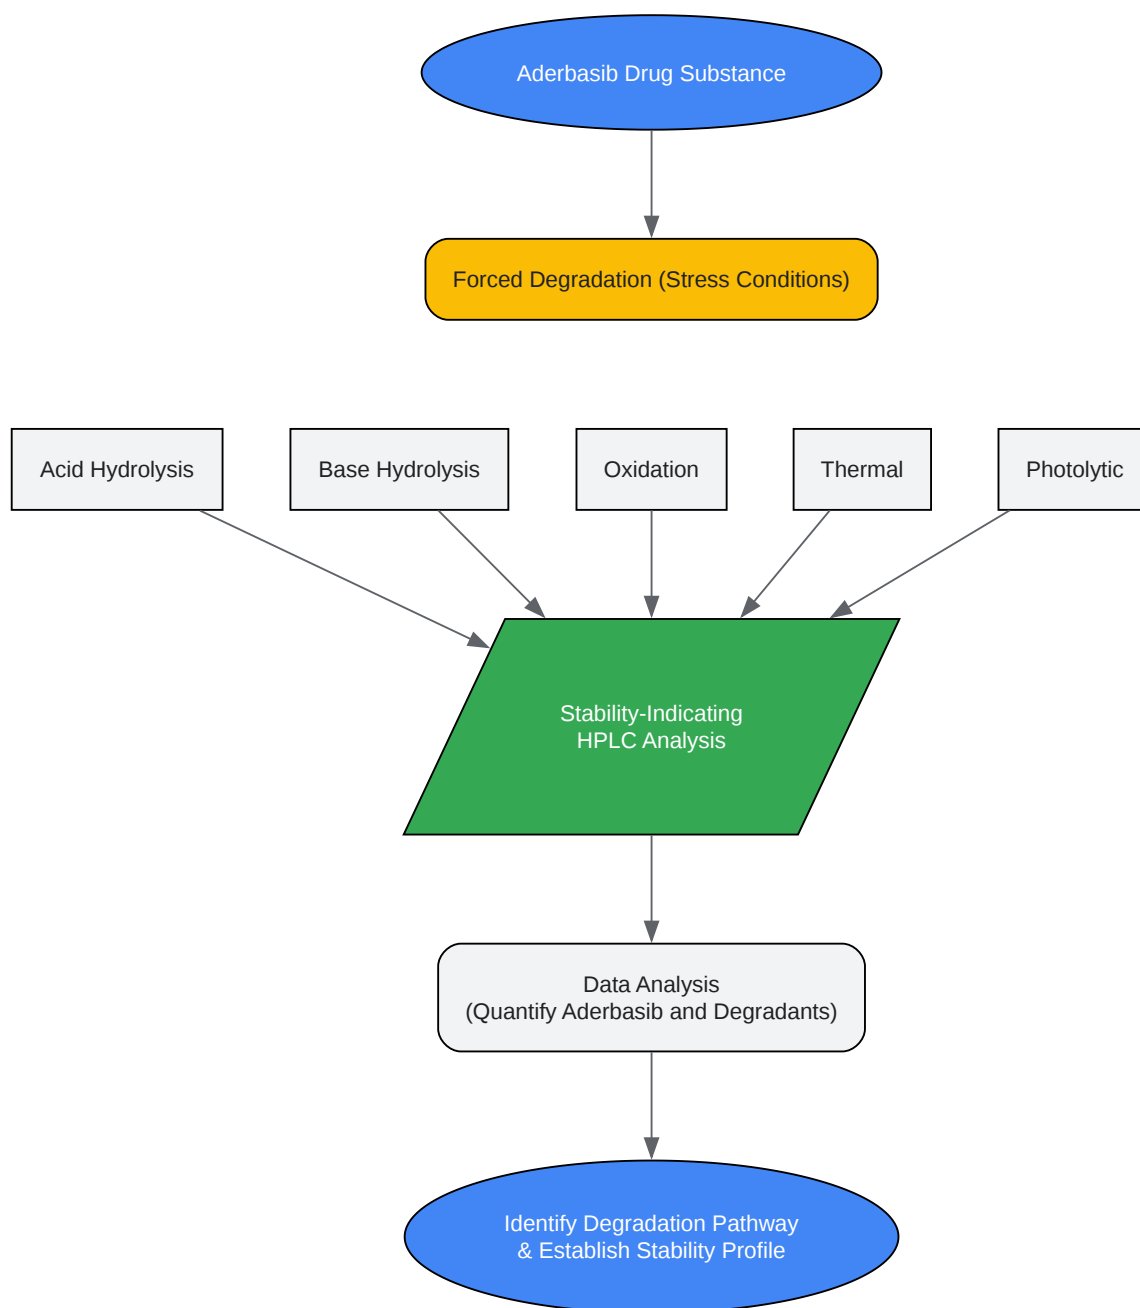 Aderbasib Drug Substance
Forced Degradation (Stress Conditions)
Acid Hydrolysis
Base Hydrolysis
Oxidation
Thermal
Photolytic
Stability-Indicating
HPLC Analysis
Data Analysis
(Quantify Aderbasib and Degradants)
Identify Degradation Pathway
& Establish Stability Profile